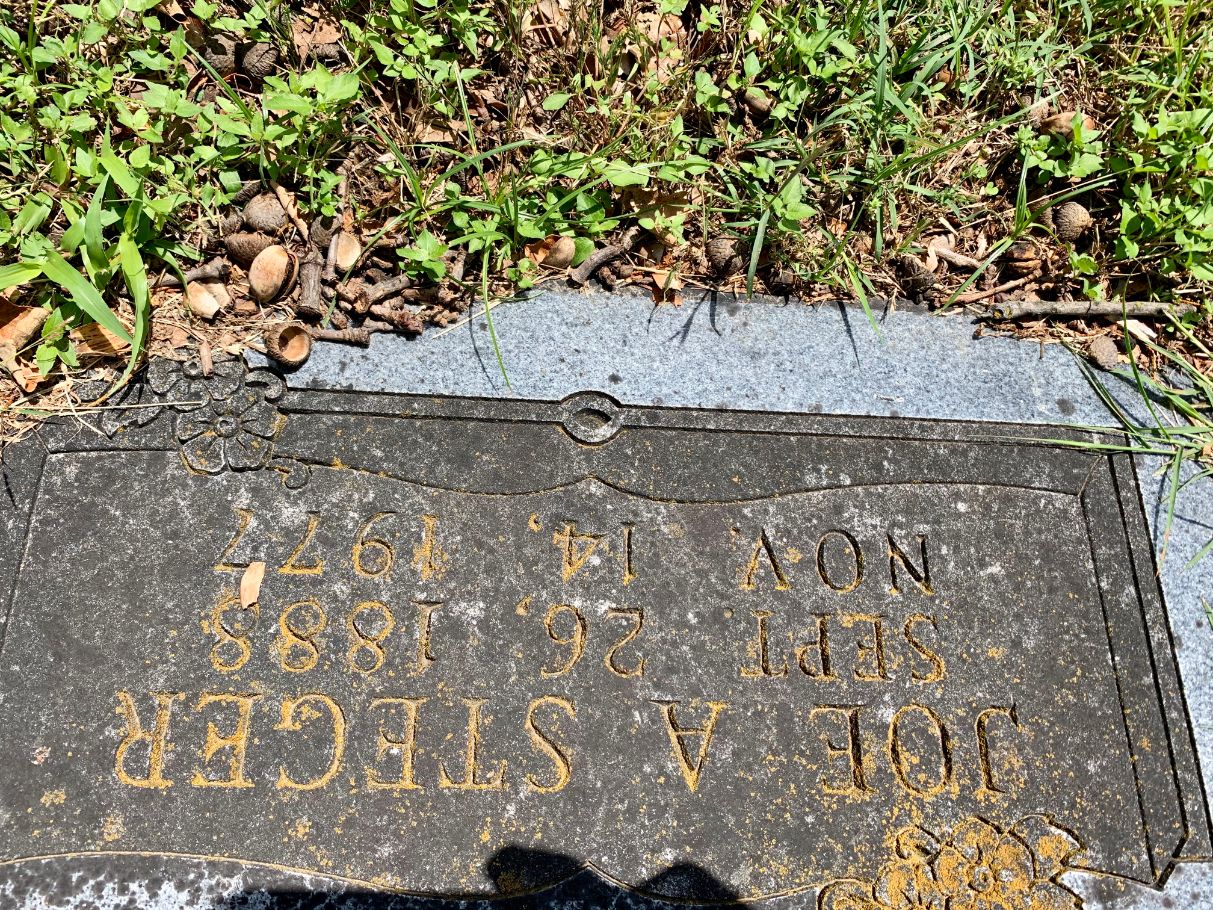 JOE A STEGER
SEPT. 26, 1888
NOV. 14, 1977